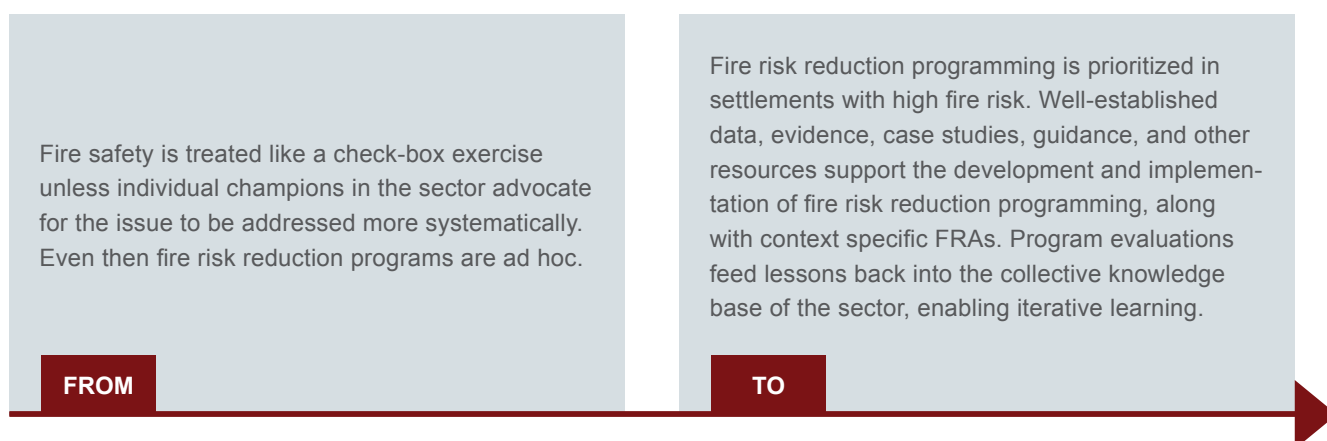 Fire safety is treated like a check-box exercise
unless individual champions in the sector advocate
for the issue to be addressed more systematically.
Even then fire risk reduction programs are ad hoc.
FROM
Fire risk reduction programming is prioritized in
settlements with high fire risk. Well-established
data, evidence, case studies, guidance, and other
resources support the development and implemen-
tation of fire risk reduction programming, along
with context specific FRAs. Program evaluations
feed lessons back into the collective knowledge
base of the sector, enabling iterative learning.
TO